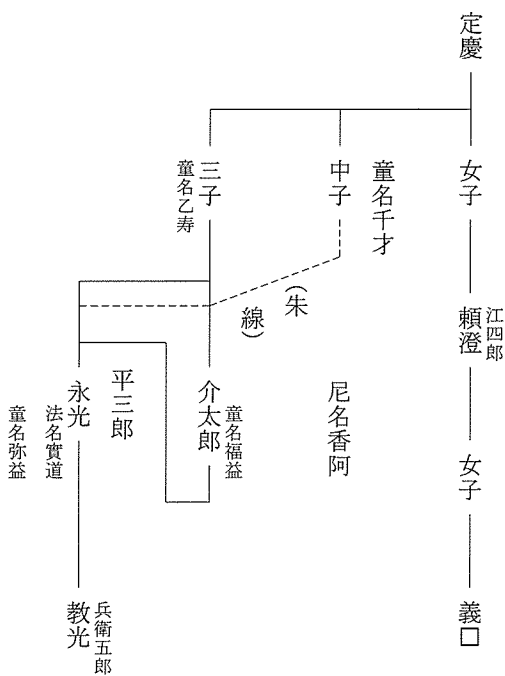 定慶
女子
江四郎
頼澄
女子
義□
童名千才
中子
尼名香阿
(朱
線)
三子
童名乙寿
童名福益
介太郎
平三郎
永光
法名實道
童名弥益
兵衛五郎
教光